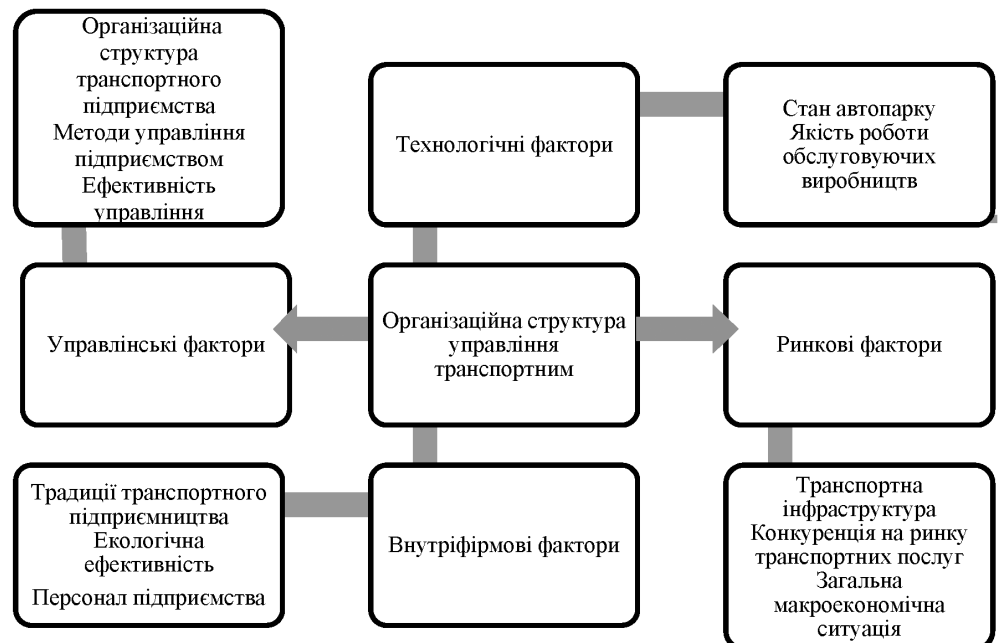 Організаційна
структура
транспортного
підприємства
Методи управління
підприємством
Ефективність
управління
Технологічні фактори
Стан автопарку
Якість роботи
обслуговуючих
виробництв
Управлінські фактори
Організаційна структура
управління
транспортним
Ринкові фактори
Традиції транспортного
підприємництва
Екологічна
ефективність
Персонал підприємства
Внутріфірмові фактори
Транспортна
інфраструктура
Конкуренція на ринку
транспортних послуг
Загальна
макроекономічна
ситуація